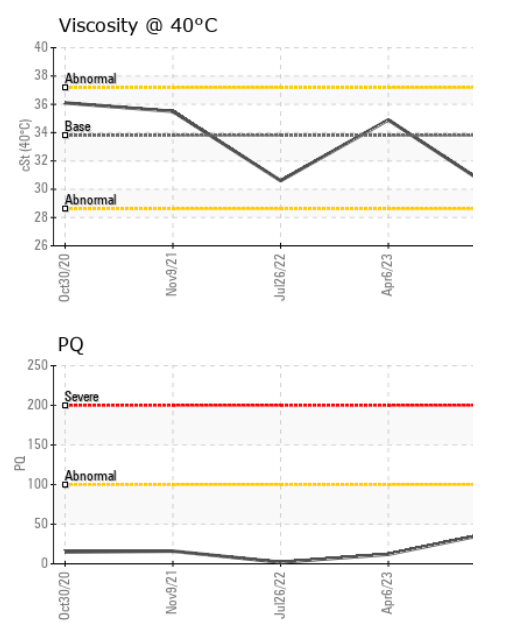 Viscosity @ 40°C
40
38
Abnormal
36
34
Base
32
30
Abnormal
28
26
cSt (40°C)
Oct30/20
Nov9/21
Jul26/22
Apr6/23
PQ
250
Severe
200
150
Abnormal
100
50
0
PQ
Oct30/20
Nov9/21
Jul26/22
Apr6/23